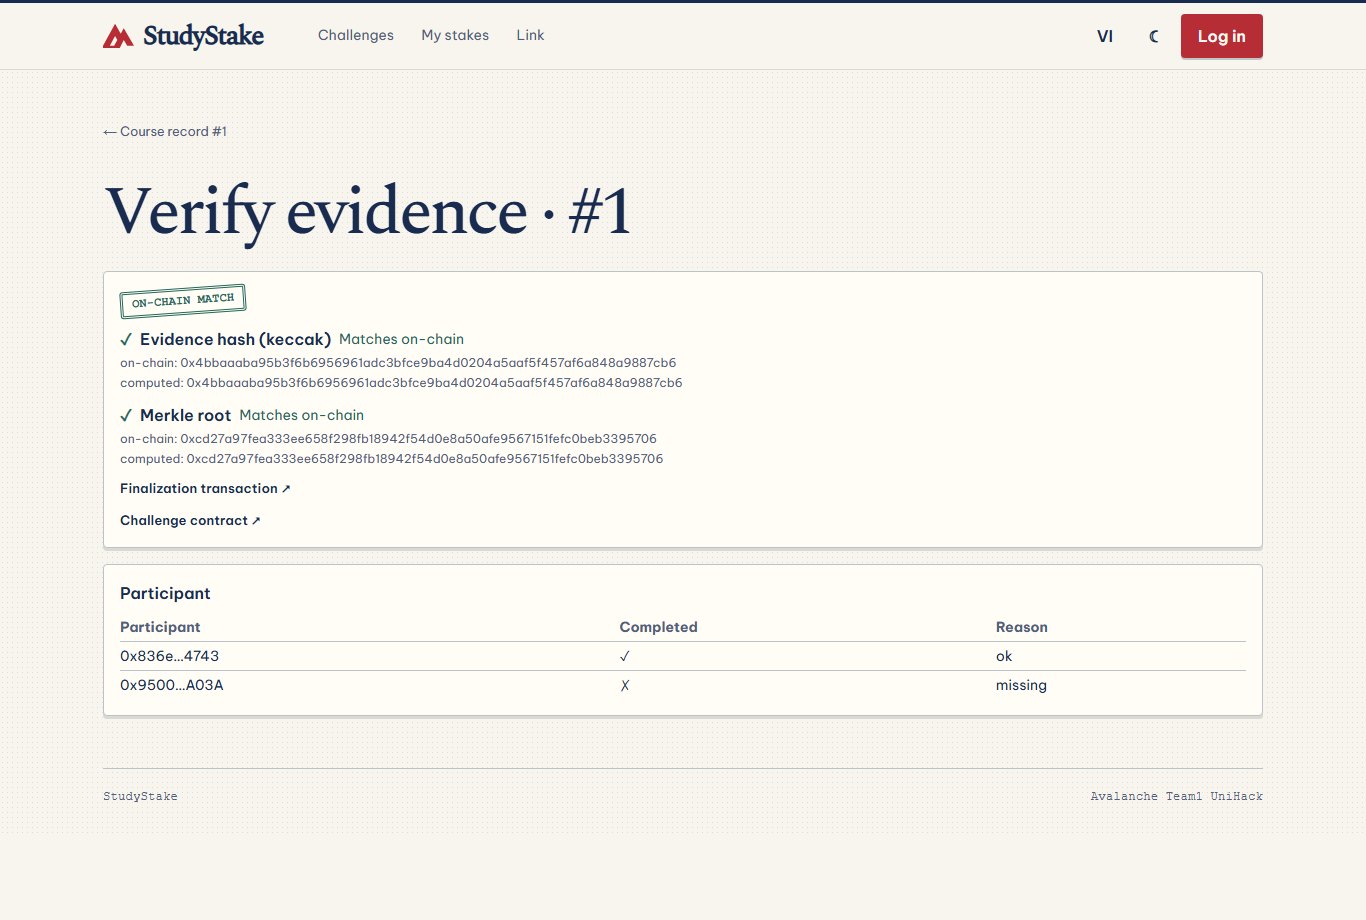 StudyStake Challenges My stakes Link VI Log in
← Course record #1
Verify evidence · #1
ON-CHAIN MATCH
✓ Evidence hash (keccak) Matches on-chain
on-chain: 0x4bbaaaba95b3f6b6956961adc3bfce9ba4d0204a5aaf5f457af6a848a9887cb6
computed: 0x4bbaaaba95b3f6b6956961adc3bfce9ba4d0204a5aaf5f457af6a848a9887cb6
✓ Merkle root Matches on-chain
on-chain: 0xcd27a97fea333ee658f298fb18942f54d0e8a50afe9567151fefc0beb3395706
computed: 0xcd27a97fea333ee658f298fb18942f54d0e8a50afe9567151fefc0beb3395706
Finalization transaction ↗
Challenge contract ↗
Participant
Participant Completed Reason
0x836e…4743 ✓ ok
0x9500…A03A ✗ missing
StudyStake Avalanche Team1 UniHack